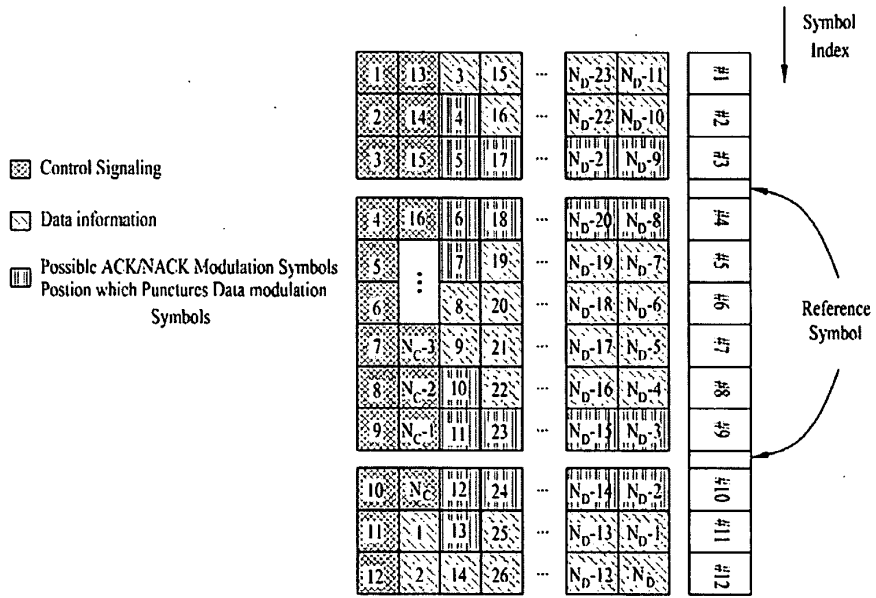 Symbol
Index
1 13 3 15 ... N_D-23 N_D-11 #1
2 14 4 16 ... N_D-22 N_D-10 #2
3 15 5 17 ... N_D-2 N_D-9 #3
Control Signaling
4 16 6 18 ... N_D-20 N_D-8 #4
Data information
5 7 19 ... N_D-19 N_D-7 #5
Possible ACK/NACK Modulation Symbols
Postion which Punctures Data modulation
Symbols
6 8 20 ... N_D-18 N_D-6 #6
Reference
Symbol
7 N_C-3 9 21 ... N_D-17 N_D-5 #7
8 N_C-2 10 22 ... N_D-16 N_D-4 #8
9 N_C-1 11 23 ... N_D-15 N_D-3 #9
10 N_C 12 24 ... N_D-14 N_D-2 #10
11 1 13 25 ... N_D-13 N_D-1 #11
12 2 14 26 ... N_D-12 N_D #12